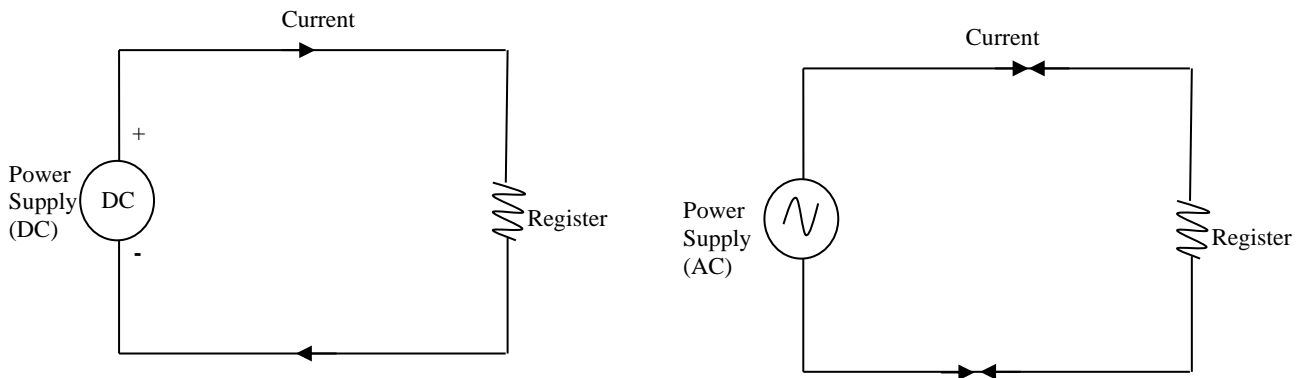 Current
+
Power
Supply
(DC)
DC
-
Register
Current
Power
Supply
(AC)
Register